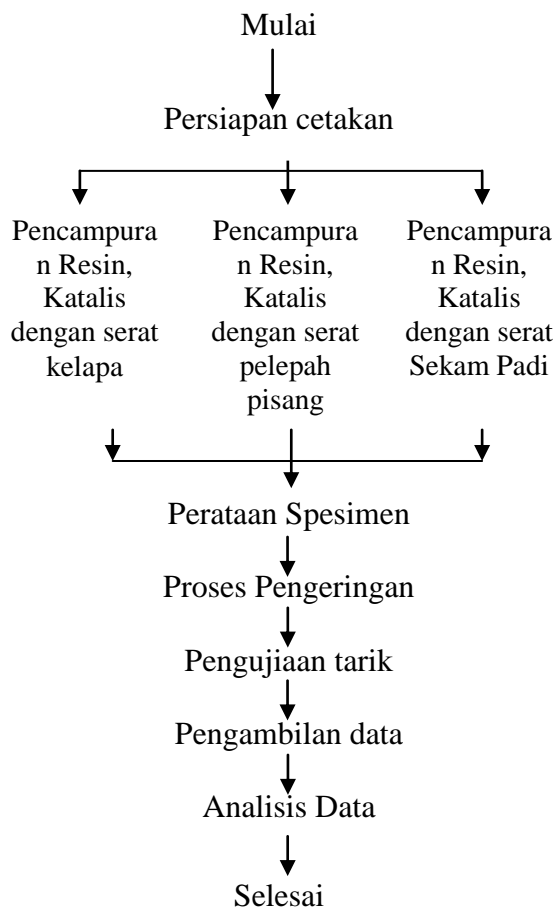 Mulai
Persiapan cetakan
Pencampura
n Resin,
Katalis
dengan serat
kelapa
Pencampura
n Resin,
Katalis
dengan serat
pelepah
pisang
Pencampura
n Resin,
Katalis
dengan serat
Sekam Padi
Perataan Spesimen
Proses Pengeringan
Pengujiaan tarik
Pengambilan data
Analisis Data
Selesai